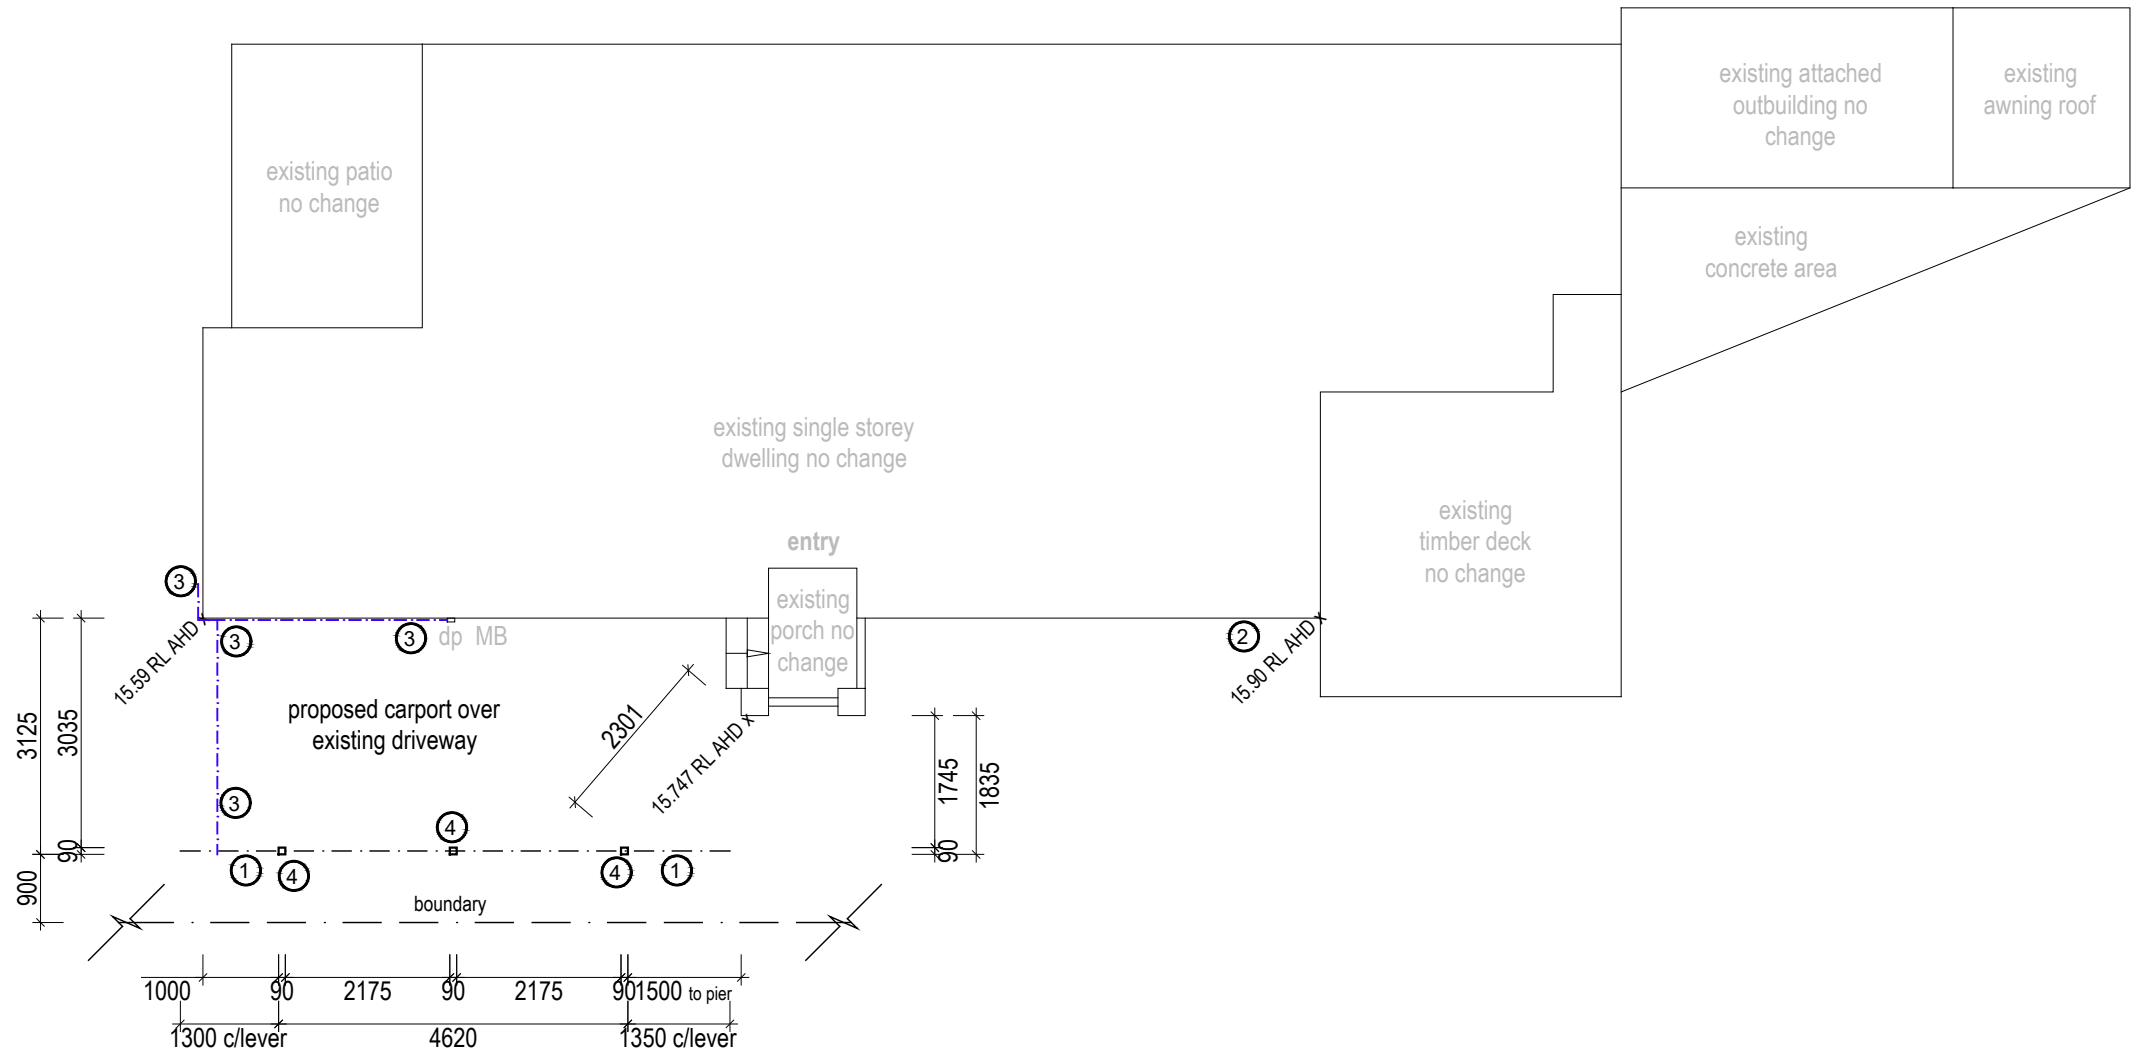 existing attached
outbuilding no
change
existing
awning roof
existing patio
no change
existing
concrete area
existing single storey
dwelling no change
existing
timber deck
no change
entry
existing
porch no
change
3
3
3
dp MB
2
15.59 RL AHD x
15.90 RL AHD x
proposed carport over
existing driveway
2301
15.747 RL AHD x
3125
3035
90
900
1745
1835
90
3
4
1
4
4
1
boundary
1000
90
2175
90
2175
90
1500 to pier
1300 c/lever
4620
1350 c/lever